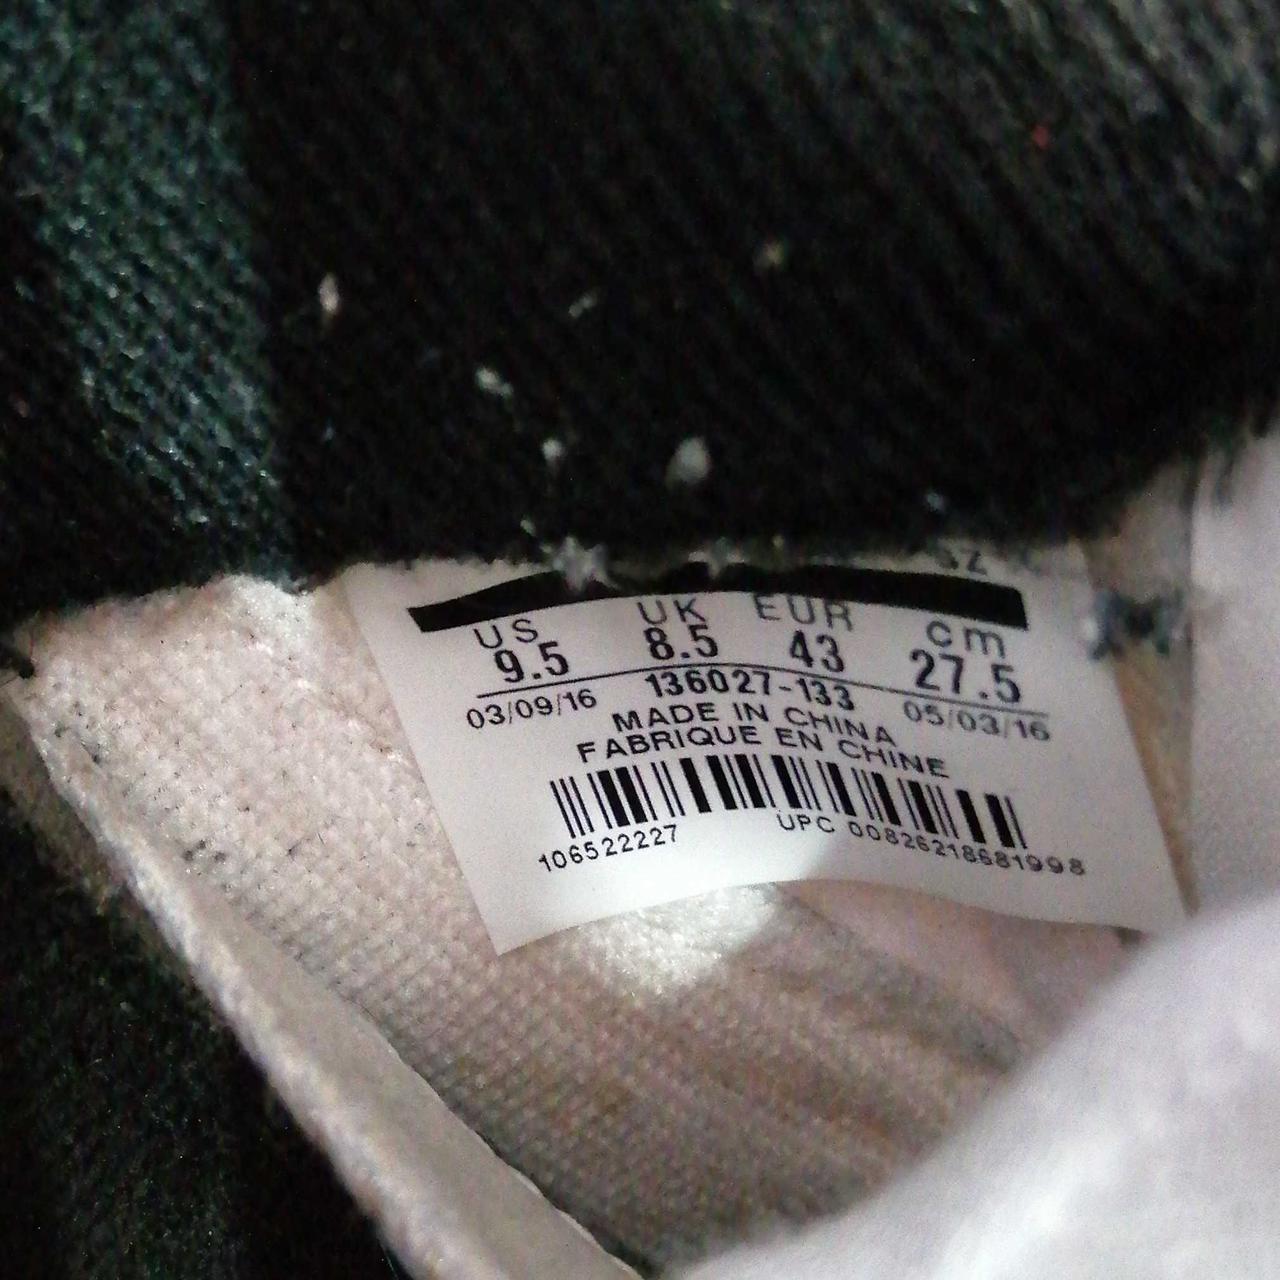 US UK EUR cm
9.5 8.5 43 27.5
03/09/16 136027-133 05/03/16
MADE IN CHINA
FABRIQUE EN CHINE
106522227 UPC 00826218681998